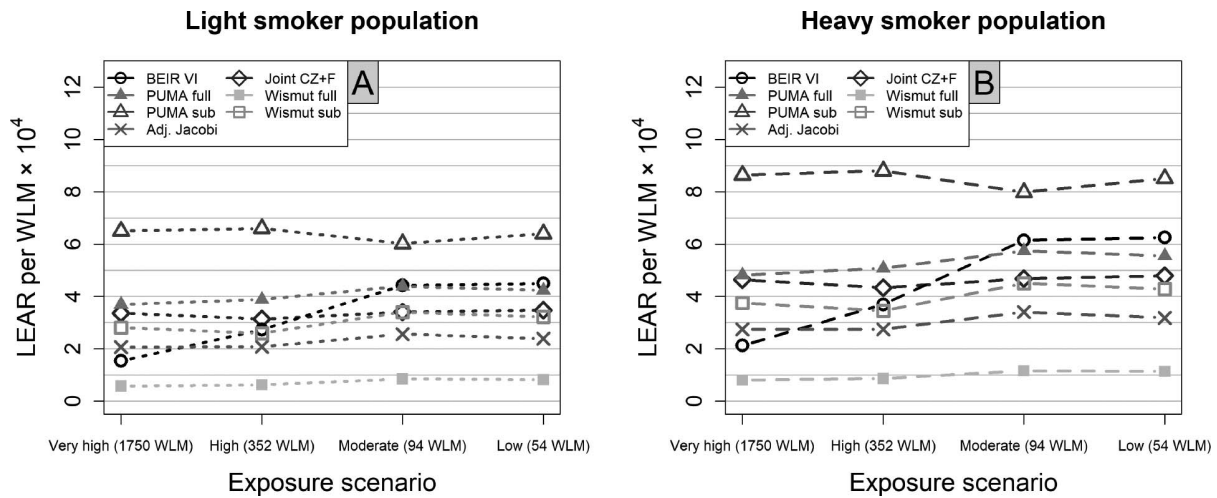 Light smoker population
A
BEIR VI
PUMA full
PUMA sub
Adj. Jacobi
Joint CZ+F
Wismut full
Wismut sub
LEAR per WLM × 10⁴
12
10
8
6
4
2
0
Very high (1750 WLM)
High (352 WLM)
Moderate (94 WLM)
Low (54 WLM)
Exposure scenario
Heavy smoker population
B
BEIR VI
PUMA full
PUMA sub
Adj. Jacobi
Joint CZ+F
Wismut full
Wismut sub
LEAR per WLM × 10⁴
12
10
8
6
4
2
0
Very high (1750 WLM)
High (352 WLM)
Moderate (94 WLM)
Low (54 WLM)
Exposure scenario